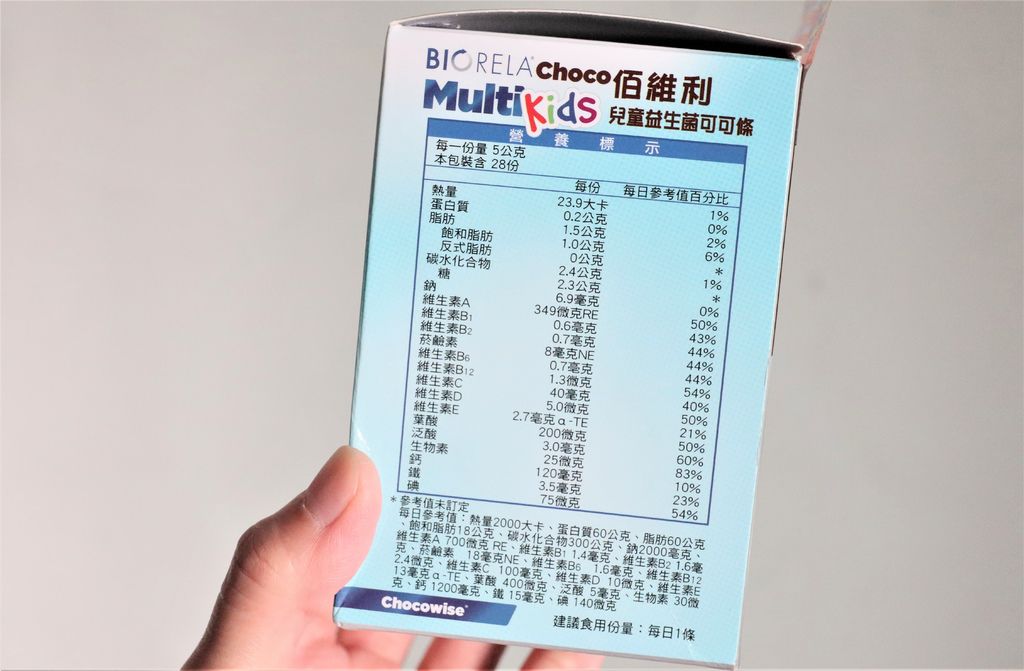 BIORELA Choco 佰維利
MultiKids 兒童益生菌可可條
營養標示
每一份量 5公克
本包裝含 28份
每份 每日參考值百分比
熱量 23.9大卡 1%
蛋白質 0.2公克 0%
脂肪 1.5公克 2%
飽和脂肪 1.0公克 6%
反式脂肪 0公克 *
碳水化合物 2.4公克 1%
糖 2.3公克 *
鈉 6.9毫克 0%
維生素A 349微克RE 50%
維生素B1 0.6毫克 43%
維生素B2 0.7毫克 44%
菸鹼素 8毫克NE 44%
維生素B6 0.7毫克 44%
維生素B12 1.3微克 54%
維生素C 40毫克 40%
維生素D 5.0微克 50%
維生素E 2.7毫克α-TE 21%
葉酸 200微克 50%
泛酸 3.0毫克 60%
生物素 25微克 83%
鈣 120毫克 10%
鐵 3.5毫克 23%
碘 75微克 54%
*參考值未訂定
每日參考值：熱量2000大卡、蛋白質60公克、脂肪60公克
、飽和脂肪18公克、碳水化合物300公克、鈉2000毫克、
維生素A 700微克 RE、維生素B1 1.4毫克、維生素B2 1.6毫
克、菸鹼素 18毫克NE、維生素B6 1.6毫克、維生素B12
2.4微克、維生素C 100毫克、維生素D 10微克、維生素E
13毫克α-TE、葉酸 400微克、泛酸 5毫克、生物素 30微
克、鈣 1200毫克、鐵 15毫克、碘 140微克
Chocowise
建議食用份量：每日1條